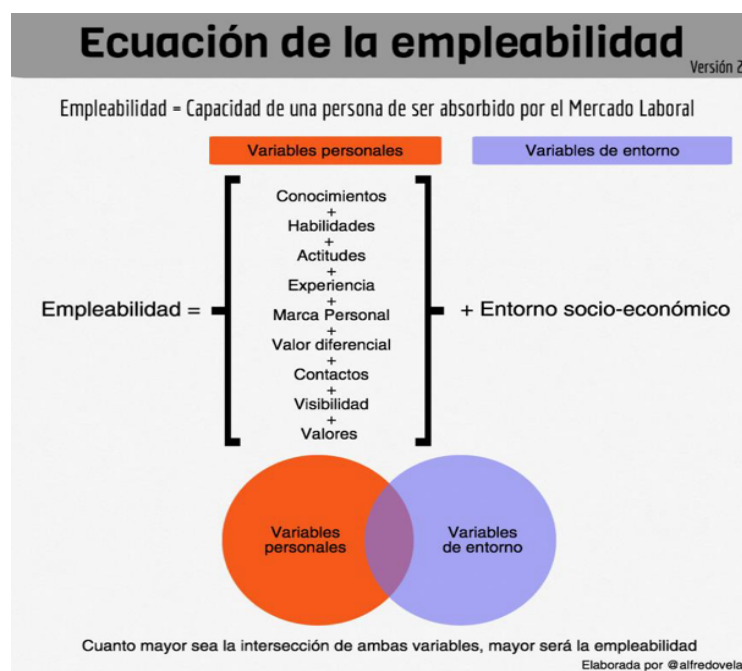 Ecuación de la empleabilidad
Versión 2
Empleabilidad = Capacidad de una persona de ser absorbido por el Mercado Laboral
Variables personales
Variables de entorno
Conocimientos
+
Habilidades
+
Actitudes
+
Experiencia
+
Empleabilidad =
Marca Personal
+ Entorno socio-económico
+
Valor diferencial
+
Contactos
+
Visibilidad
+
Valores
Variables
personales
Variables
de entorno
Cuanto mayor sea la intersección de ambas variables, mayor será la empleabilidad
Elaborada por @alfredovela